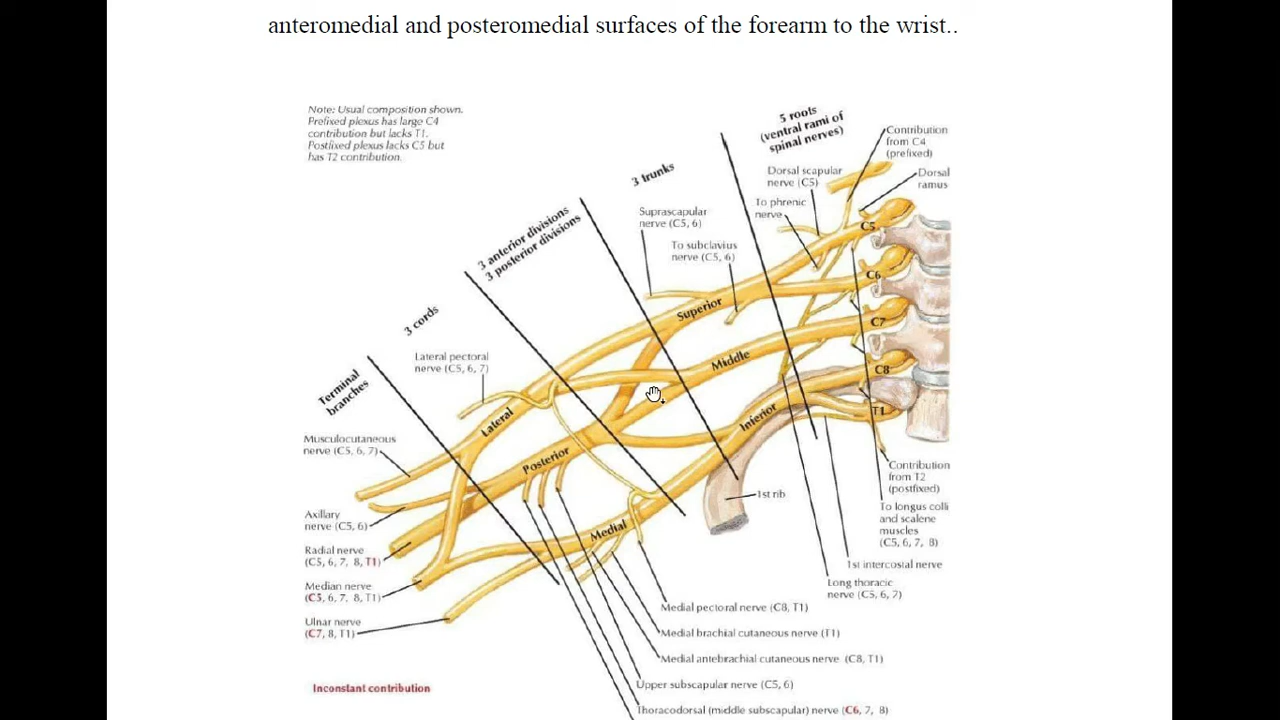 anteromedial and posteromedial surfaces of the forearm to the wrist..
Note: Usual composition shown.
Prefixed plexus has large C4
contribution but lacks T1.
Postfixed plexus lacks C5 but
has T2 contribution.
5 roots
(ventral rami of
spinal nerves)
Contribution
from C4
(prefixed)
Dorsal
ramus
Dorsal scapular
nerve (C5)
To phrenic
nerve
3 trunks
Suprascapular
nerve (C5, 6)
To subclavius
nerve (C5, 6)
3 anterior divisions
3 posterior divisions
3 cords
Lateral pectoral
nerve (C5, 6, 7)
Terminal
branches
C5
C6
C7
C8
T1
Superior
Middle
Inferior
Lateral
Posterior
Medial
Musculocutaneous
nerve (C5, 6, 7)
Axillary
nerve (C5, 6)
Radial nerve
(C5, 6, 7, 8, T1)
Median nerve
(C5, 6, 7, 8, T1)
Ulnar nerve
(C7, 8, T1)
1st rib
Contribution
from T2
(postfixed)
To longus colli
and scalene
muscles
(C5, 6, 7, 8)
1st intercostal nerve
Long thoracic
nerve (C5, 6, 7)
Medial pectoral nerve (C8, T1)
Medial brachial cutaneous nerve (T1)
Medial antebrachial cutaneous nerve (C8, T1)
Upper subscapular nerve (C5, 6)
Thoracodorsal (middle subscapular) nerve (C6, 7, 8)
Inconstant contribution